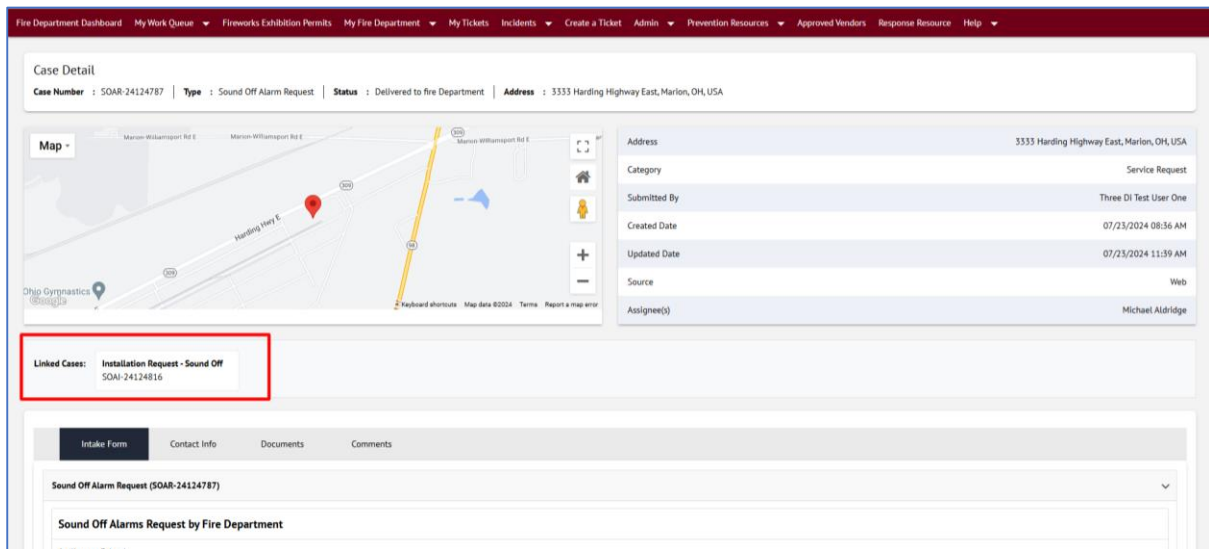 Fire Department Dashboard My Work Queue Fireworks Exhibition Permits My Fire Department My Tickets Incidents Create a Ticket Admin Prevention Resources Approved Vendors Response Resource Help
Case Detail
Case Number : SOAR-24124787 | Type : Sound Off Alarm Request | Status : Delivered to fire Department | Address : 3333 Harding Highway East, Marion, OH, USA
Map
Marion-Williamsport Rd E
Marion-Williamsport Rd E
309
Marion Williamsport Rd E
309
Harding Hwy E
98
309
Ohio Gymnastics
Google
Keyboard shortcuts Map data ©2024 Terms Report a map error
Address 3333 Harding Highway East, Marion, OH, USA
Category Service Request
Submitted By Three DI Test User One
Created Date 07/23/2024 08:36 AM
Updated Date 07/23/2024 11:39 AM
Source Web
Assignee(s) Michael Aldridge
Linked Cases: Installation Request - Sound Off
SOAI-24124816
Intake Form Contact Info Documents Comments
Sound Off Alarm Request (SOAR-24124787)
Sound Off Alarms Request by Fire Department